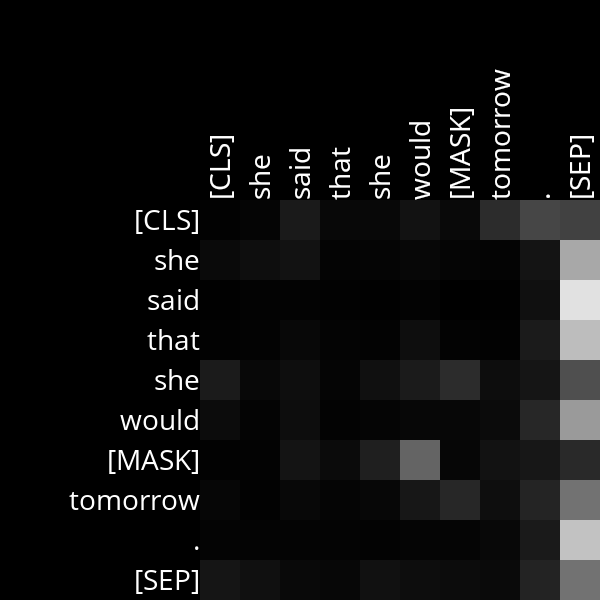 [CLS] she said that she would [MASK] tomorrow . [SEP]
[CLS]
she
said
that
she
would
[MASK]
tomorrow
.
[SEP]